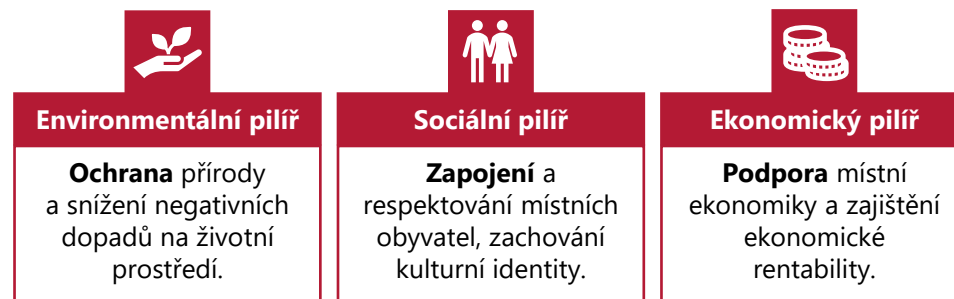 Environmentální pilíř
Ochrana přírody
a snížení negativních
dopadů na životní
prostředí.
Sociální pilíř
Zapojení a
respektování místních
obyvatel, zachování
kulturní identity.
Ekonomický pilíř
Podpora místní
ekonomiky a zajištění
ekonomické
rentability.